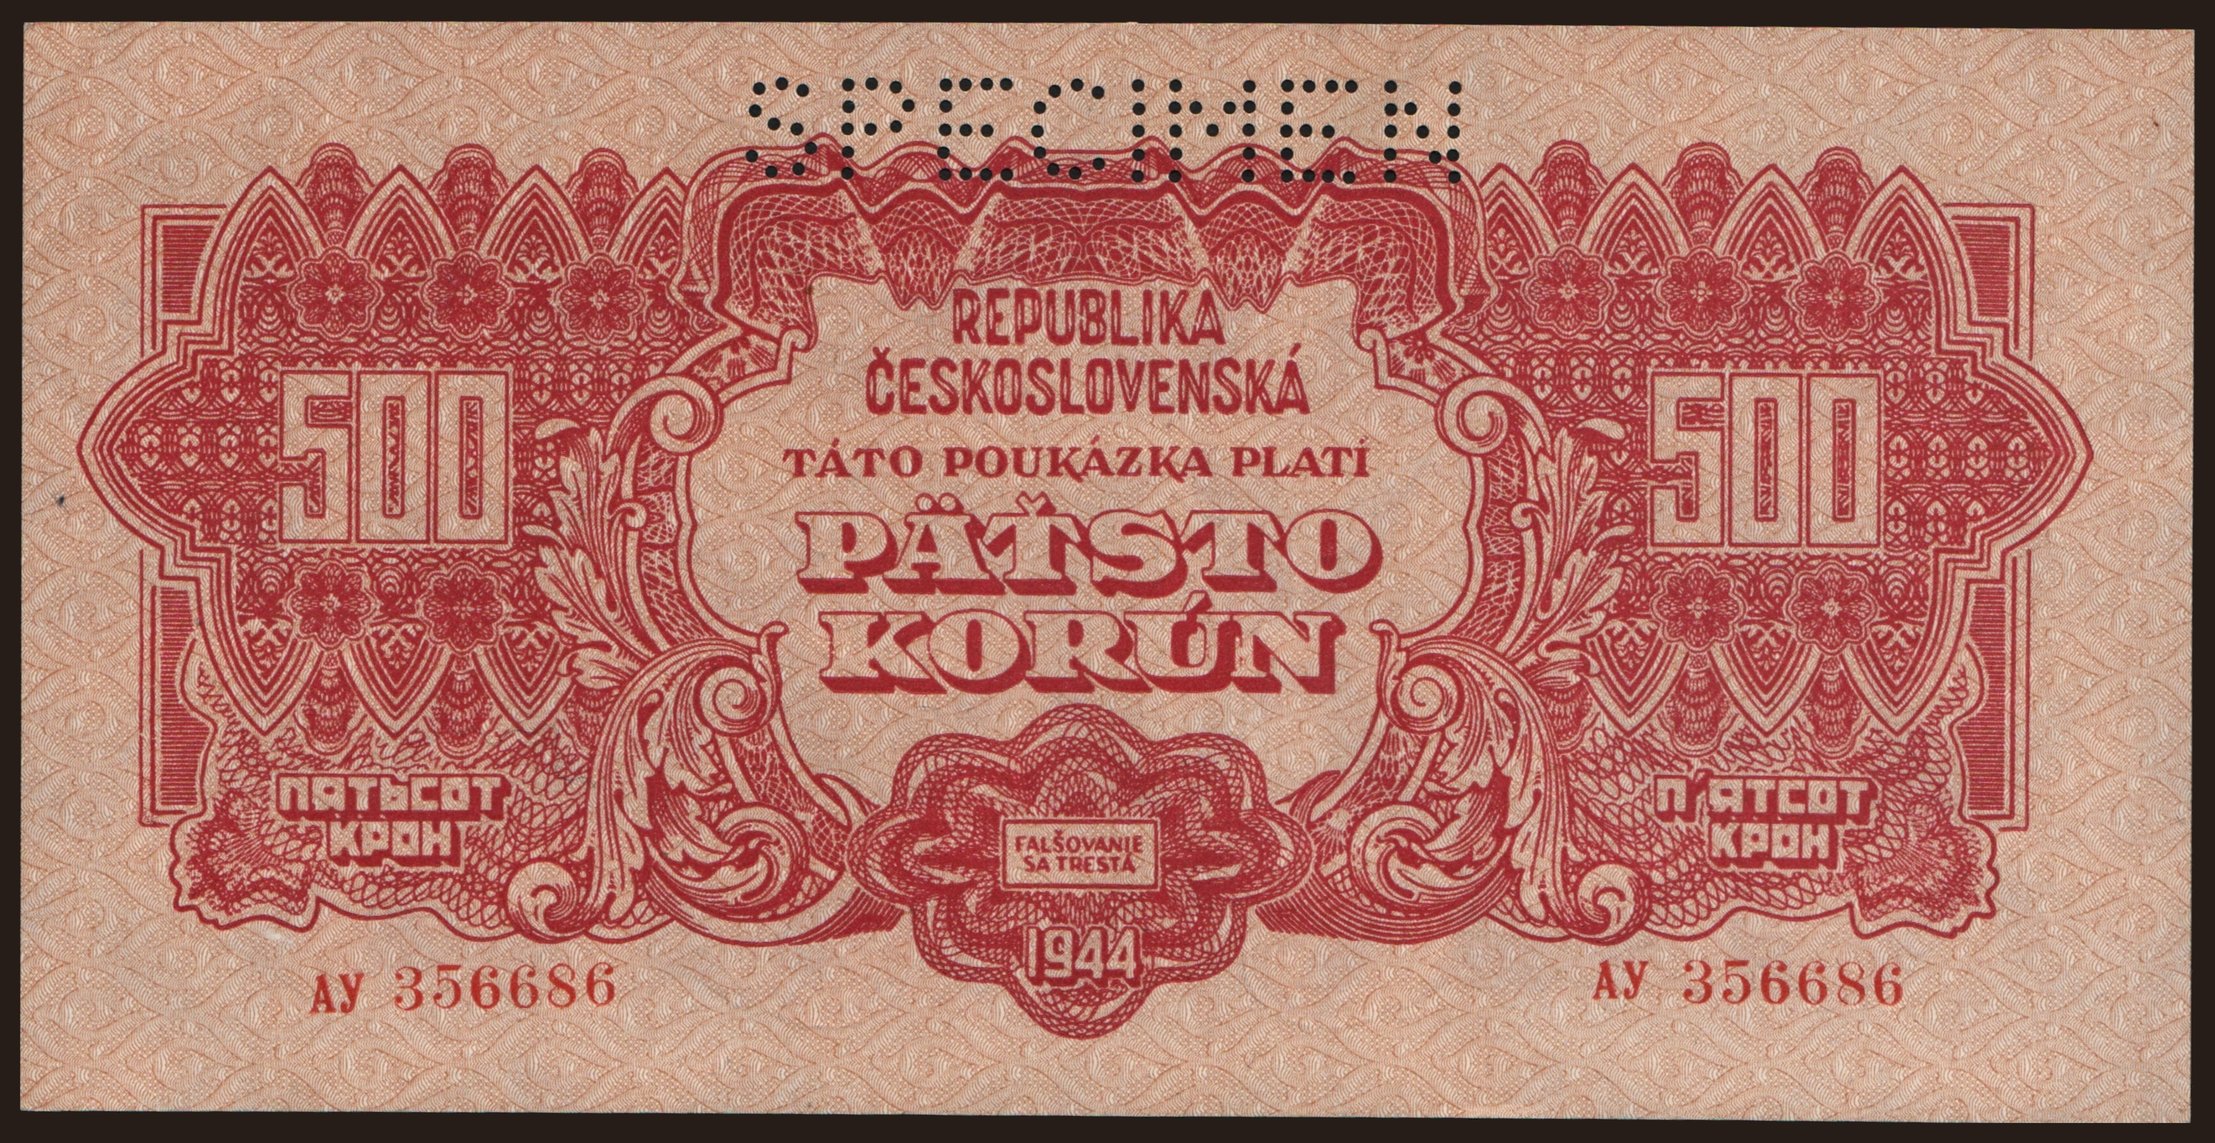 SPECIMEN
REPUBLIKA
ČESKOSLOVENSKÁ
TÁTO POUKÁZKA PLATÍ
PÄŤSTO
KORÚN
500
500
ПЯТЬСОТ
КРОН
П'ЯТСОТ
КРОН
FALŠOVANIE
SA TRESTÁ
1944
АУ 356686
АУ 356686